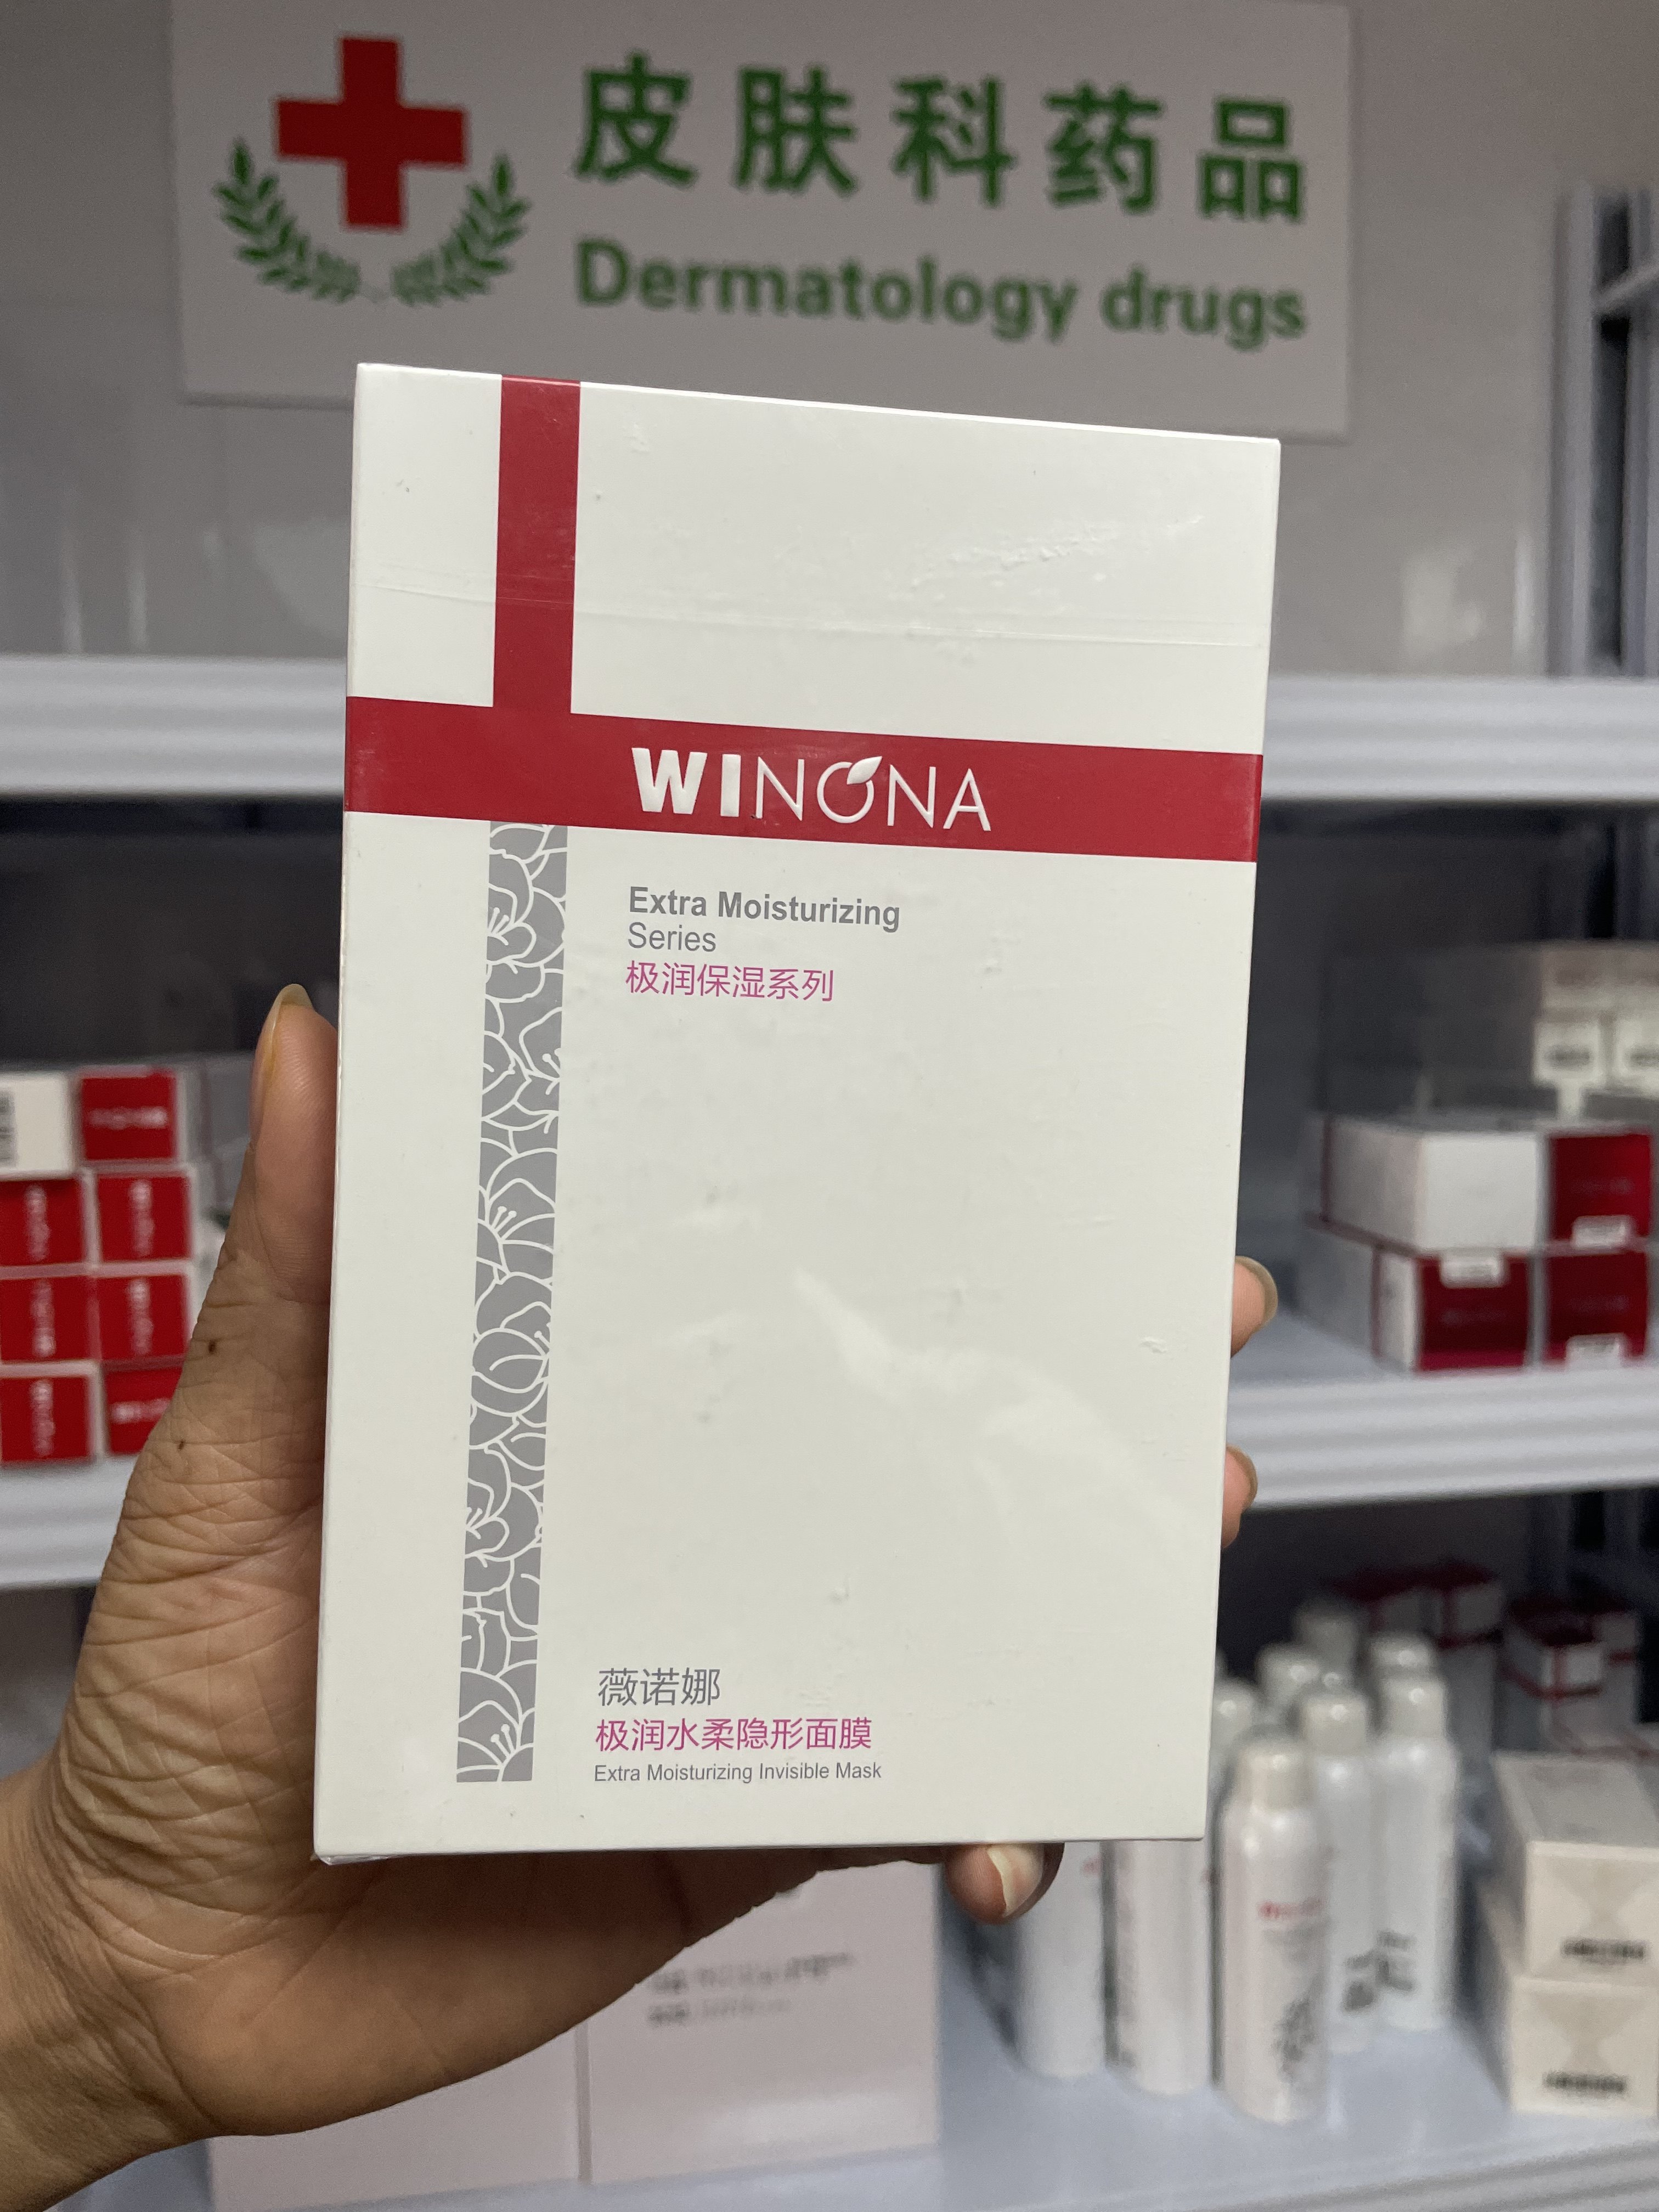 皮肤科药品
Dermatology drugs
WINONA
Extra Moisturizing
Series
极润保湿系列
薇诺娜
极润水柔隐形面膜
Extra Moisturizing Invisible Mask